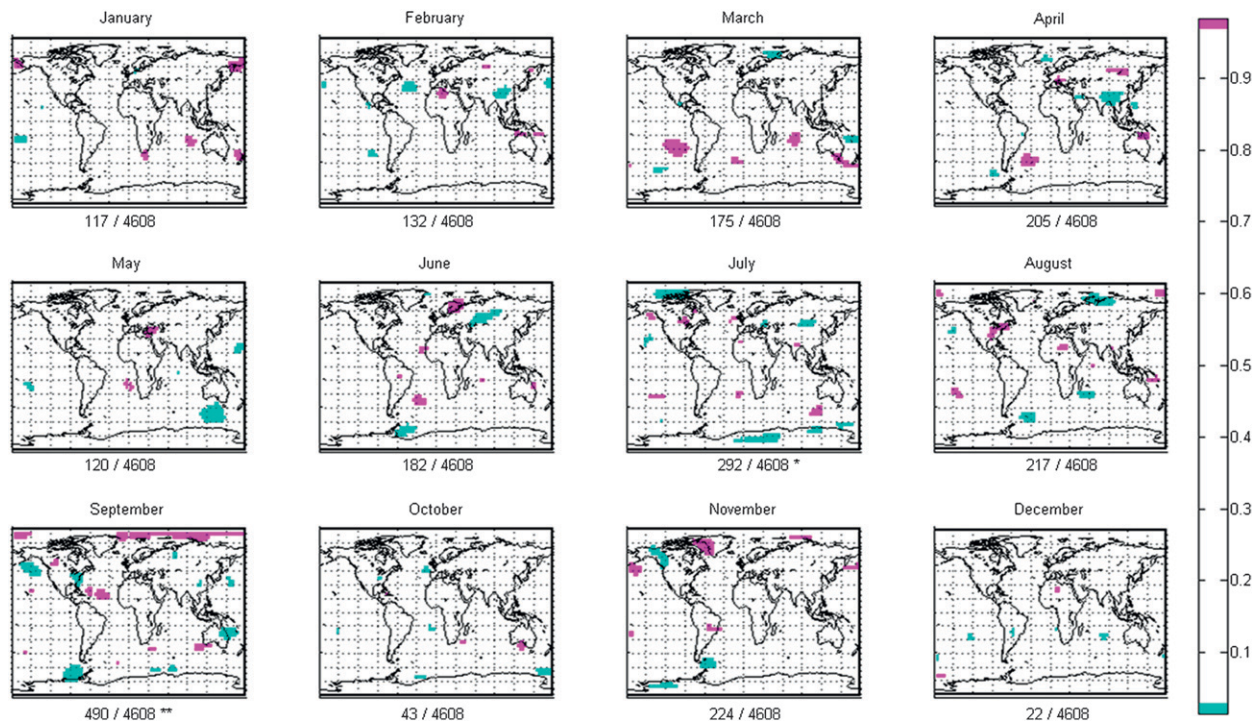 January February March April
117 / 4608 132 / 4608 175 / 4608 205 / 4608
May June July August
120 / 4608 182 / 4608 292 / 4608 * 217 / 4608
September October November December
490 / 4608 ** 43 / 4608 224 / 4608 22 / 4608
0.9
0.8
0.7
0.6
0.5
0.4
0.3
0.2
0.1